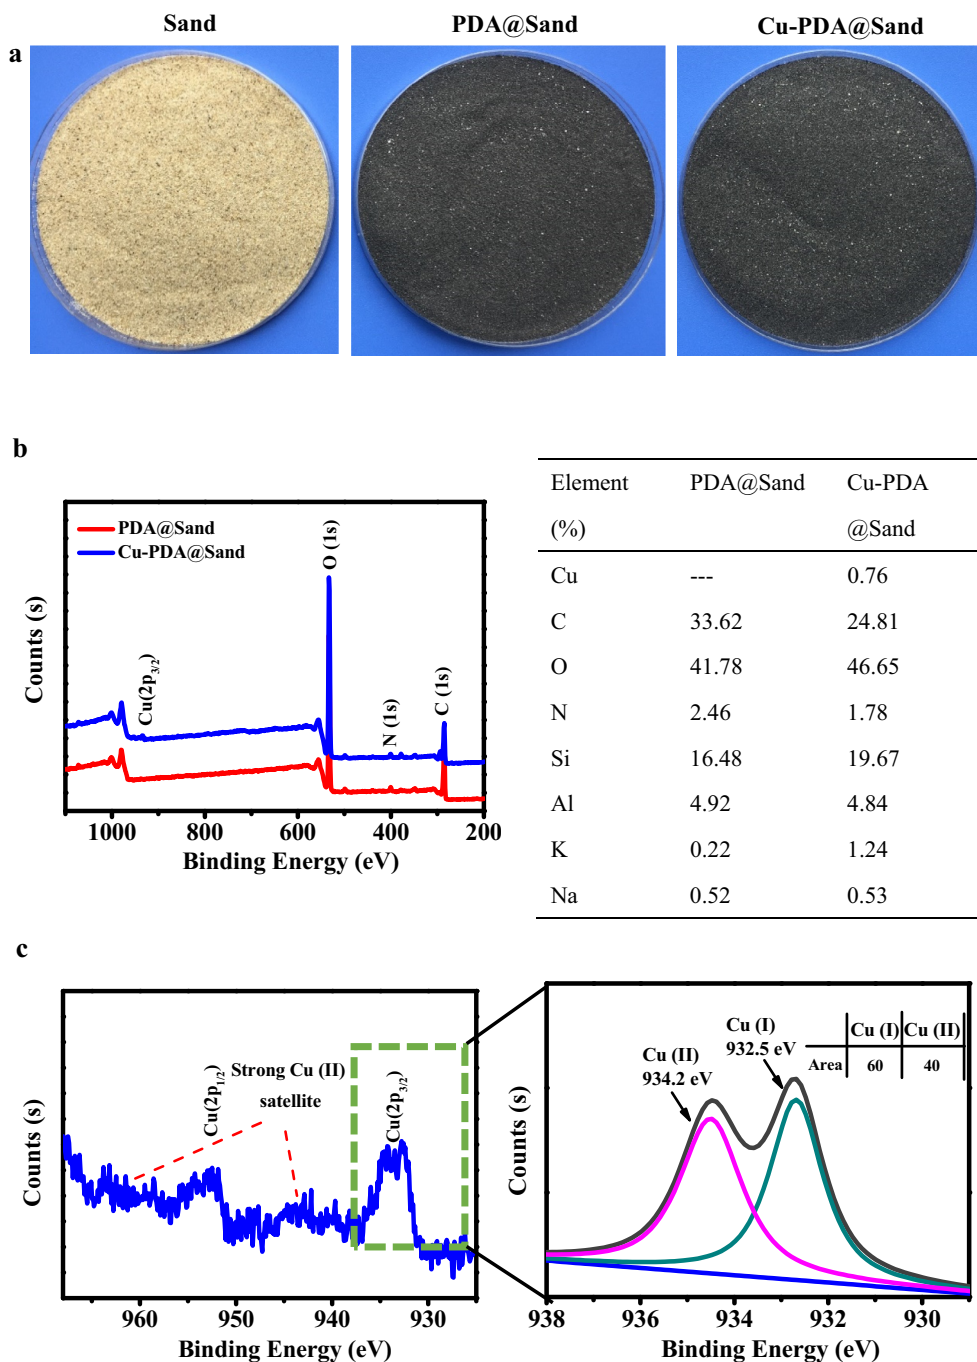 Sand PDA@Sand Cu-PDA@Sand
a
b
PDA@Sand
Cu-PDA@Sand
Cu(2p3/2)
O (1s)
N (1s)
C (1s)
Counts (s)
1000 800 600 400 200
Binding Energy (eV)
Element PDA@Sand Cu-PDA
(%) @Sand
Cu --- 0.76
C 33.62 24.81
O 41.78 46.65
N 2.46 1.78
Si 16.48 19.67
Al 4.92 4.84
K 0.22 1.24
Na 0.52 0.53
c
Cu(2p1/2)
Strong Cu (II)
satellite
Cu(2p3/2)
Counts (s)
960 950 940 930
Binding Energy (eV)
Cu (II)
934.2 eV
Cu (I)
932.5 eV
Cu (I) Cu (II)
Area 60 40
Counts (s)
938 936 934 932 930
Binding Energy (eV)